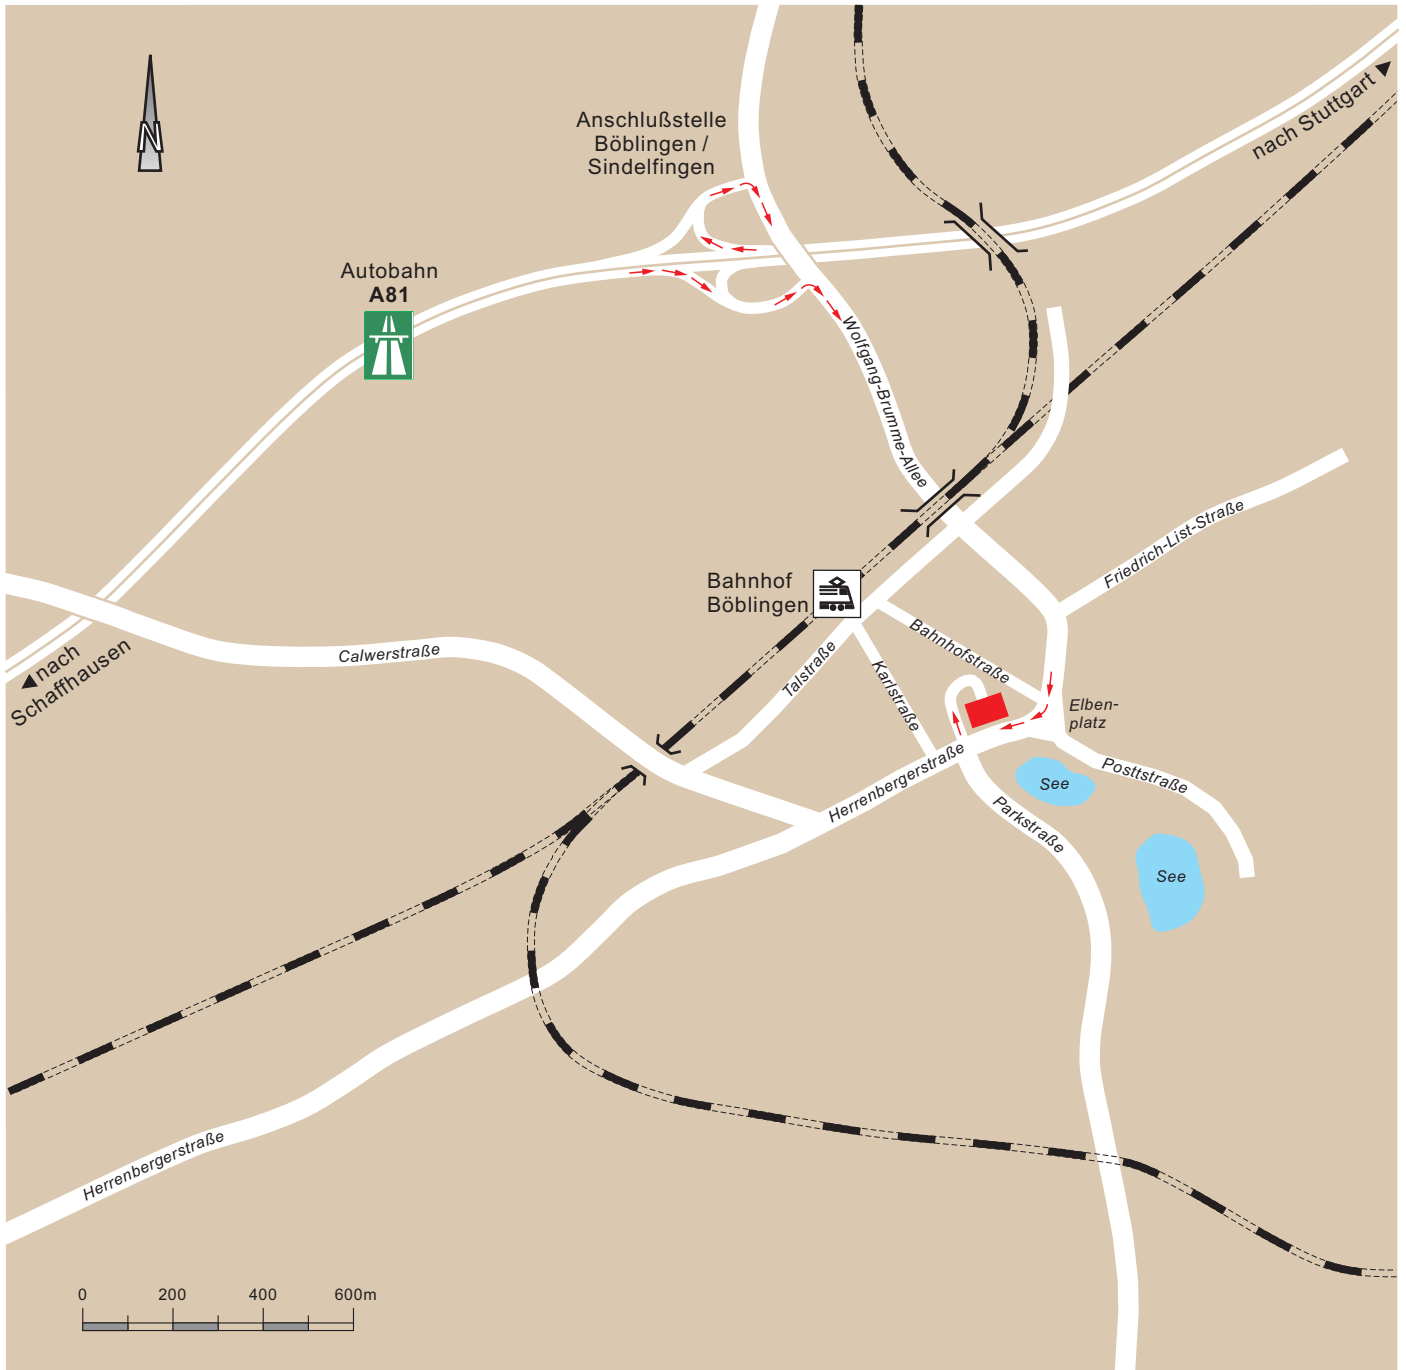 N
Anschlußstelle
Böblingen /
Sindelfingen
nach Stuttgart
Autobahn
A81
Wolfgang-Brumme-Allee
Friedrich-List-Straße
Bahnhof
Böblingen
nach
Schaffhausen
Calwerstraße
Talstraße
Bahnhofstraße
Karlstraße
Elben-
platz
Herrenbergerstraße
See
Posttstraße
Parkstraße
See
Herrenbergerstraße
0 200 400 600m